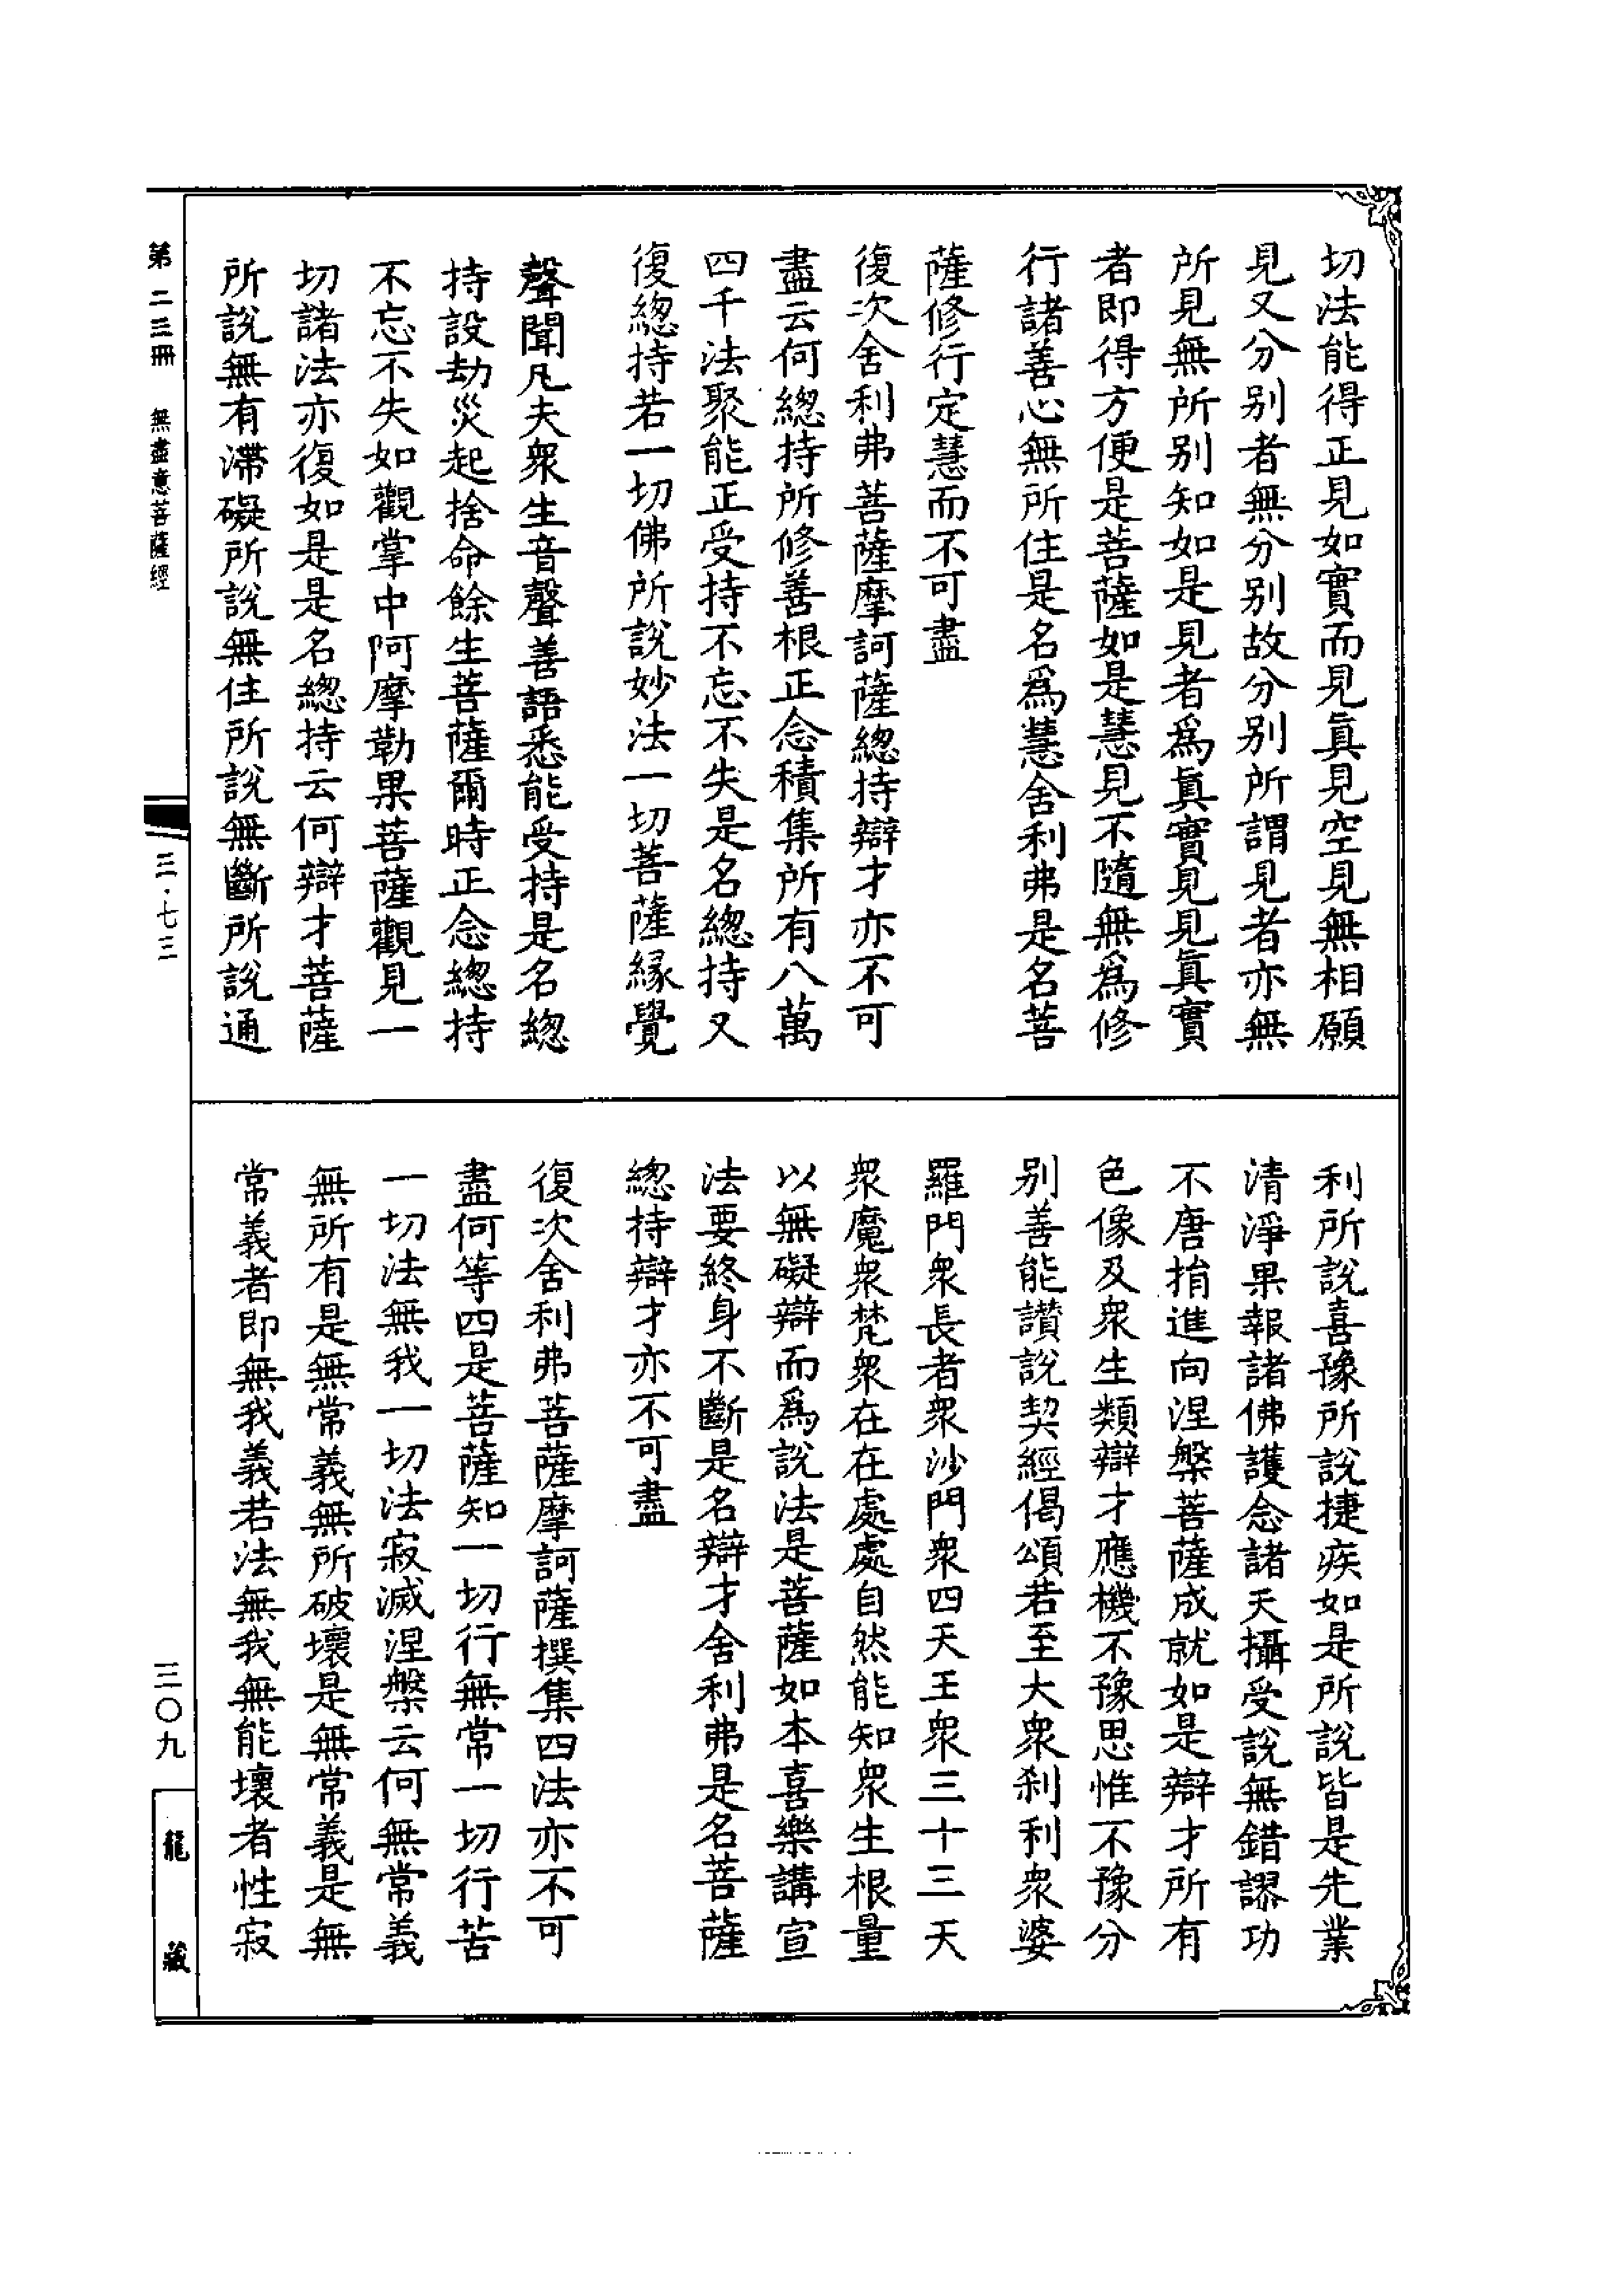 切法能得正見如實而見眞見空見無相願
見又分别者無分别故分别所謂見者亦無
所見無所别知如是見者爲眞實見見眞實
者即得方便是菩薩如是慧見不隨無爲修
行諸善心無所住是名爲慧舍利弗是名菩
薩修行定慧而不可盡
復次舍利弗菩薩摩訶薩總持辯才亦不可
盡云何總持所修善根正念積集所有八萬
四千法聚能正受持不忘不失是名總持又
復總持若一切佛所說妙法一切菩薩緣覺
聲聞凡夫衆生音聲善語悉能受持是名總
持設劫災起捨命餘生菩薩爾時正念總持
不忘不失如觀掌中阿摩勒果菩薩觀見一
切諸法亦復如是是名總持云何辯才菩薩
所說無有滯礙所說無住所說無斷所說通
利所說喜豫所說捷疾如是所說皆是先業
清淨果報諸佛護念諸天攝受說無錯謬功
不唐捐進向涅槃菩薩成就如是辯才所有
色像及衆生類辯才應機不豫思惟不豫分
别善能讚說契經偈頌若至大衆刹利衆婆
羅門衆長者衆沙門衆四天王衆三十三天
衆魔衆梵衆在在處處自然能知衆生根量
以無礙辯而爲說法是菩薩如本喜樂講宣
法要終身不斷是名辯才舍利弗是名菩薩
總持辯才亦不可盡
復次舍利弗菩薩摩訶薩撰集四法亦不可
盡何等四是菩薩知一切行無常一切行苦
一切法無我一切法寂滅涅槃云何無常義
無所有是無常義無所破壞是無常義是無
常義者即無我義若法無我無能壞者性寂
第二三冊 無盡意菩薩經
三·七三
三〇九
龍藏